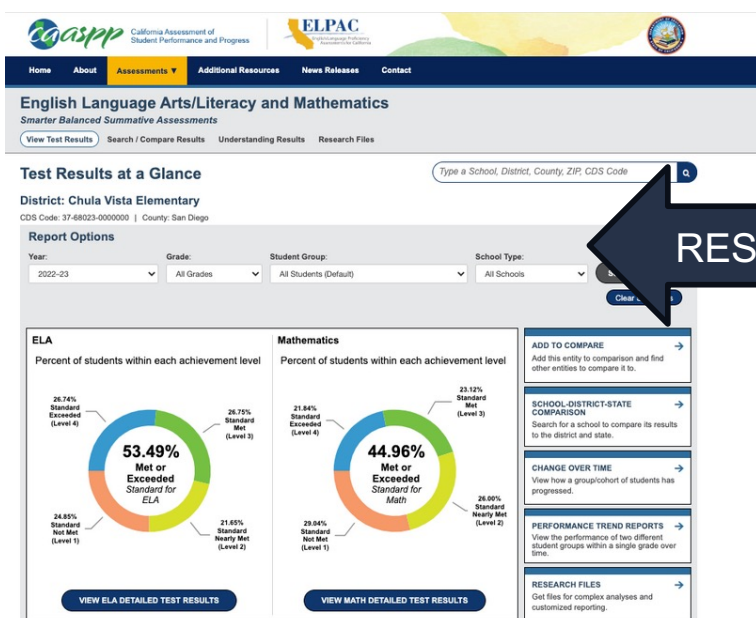 caaspp
California Assessment of
Student Performance and Progress
ELPAC
English Language Proficiency
Assessments for California
Home About Assessments ▼ Additional Resources News Releases Contact
English Language Arts/Literacy and Mathematics
Smarter Balanced Summative Assessments
View Test Results Search / Compare Results Understanding Results Research Files
Test Results at a Glance
Type a School, District, County, ZIP, CDS Code
District: Chula Vista Elementary
CDS Code: 37-68023-0000000 | County: San Diego
Report Options
Year: Grade: Student Group: School Type:
2022–23 All Grades All Students (Default) All Schools
RES
ELA
Percent of students within each achievement level
26.74%
Standard
Exceeded
(Level 4)
26.75%
Standard
Met
(Level 3)
53.49%
Met or
Exceeded
Standard for
ELA
24.85%
Standard
Not Met
(Level 1)
21.65%
Standard
Nearly Met
(Level 2)
VIEW ELA DETAILED TEST RESULTS
Mathematics
Percent of students within each achievement level
21.84%
Standard
Exceeded
(Level 4)
23.12%
Standard
Met
(Level 3)
44.96%
Met or
Exceeded
Standard for
Math
29.04%
Standard
Not Met
(Level 1)
26.00%
Standard
Nearly Met
(Level 2)
VIEW MATH DETAILED TEST RESULTS
ADD TO COMPARE
Add this entity to comparison and find
other entities to compare it to.
SCHOOL-DISTRICT-STATE
COMPARISON
Search for a school to compare its results
to the district and state.
CHANGE OVER TIME
View how a group/cohort of students has
progressed.
PERFORMANCE TREND REPORTS
View the performance of two different
student groups within a single grade over
time.
RESEARCH FILES
Get files for complex analyses and
customized reporting.